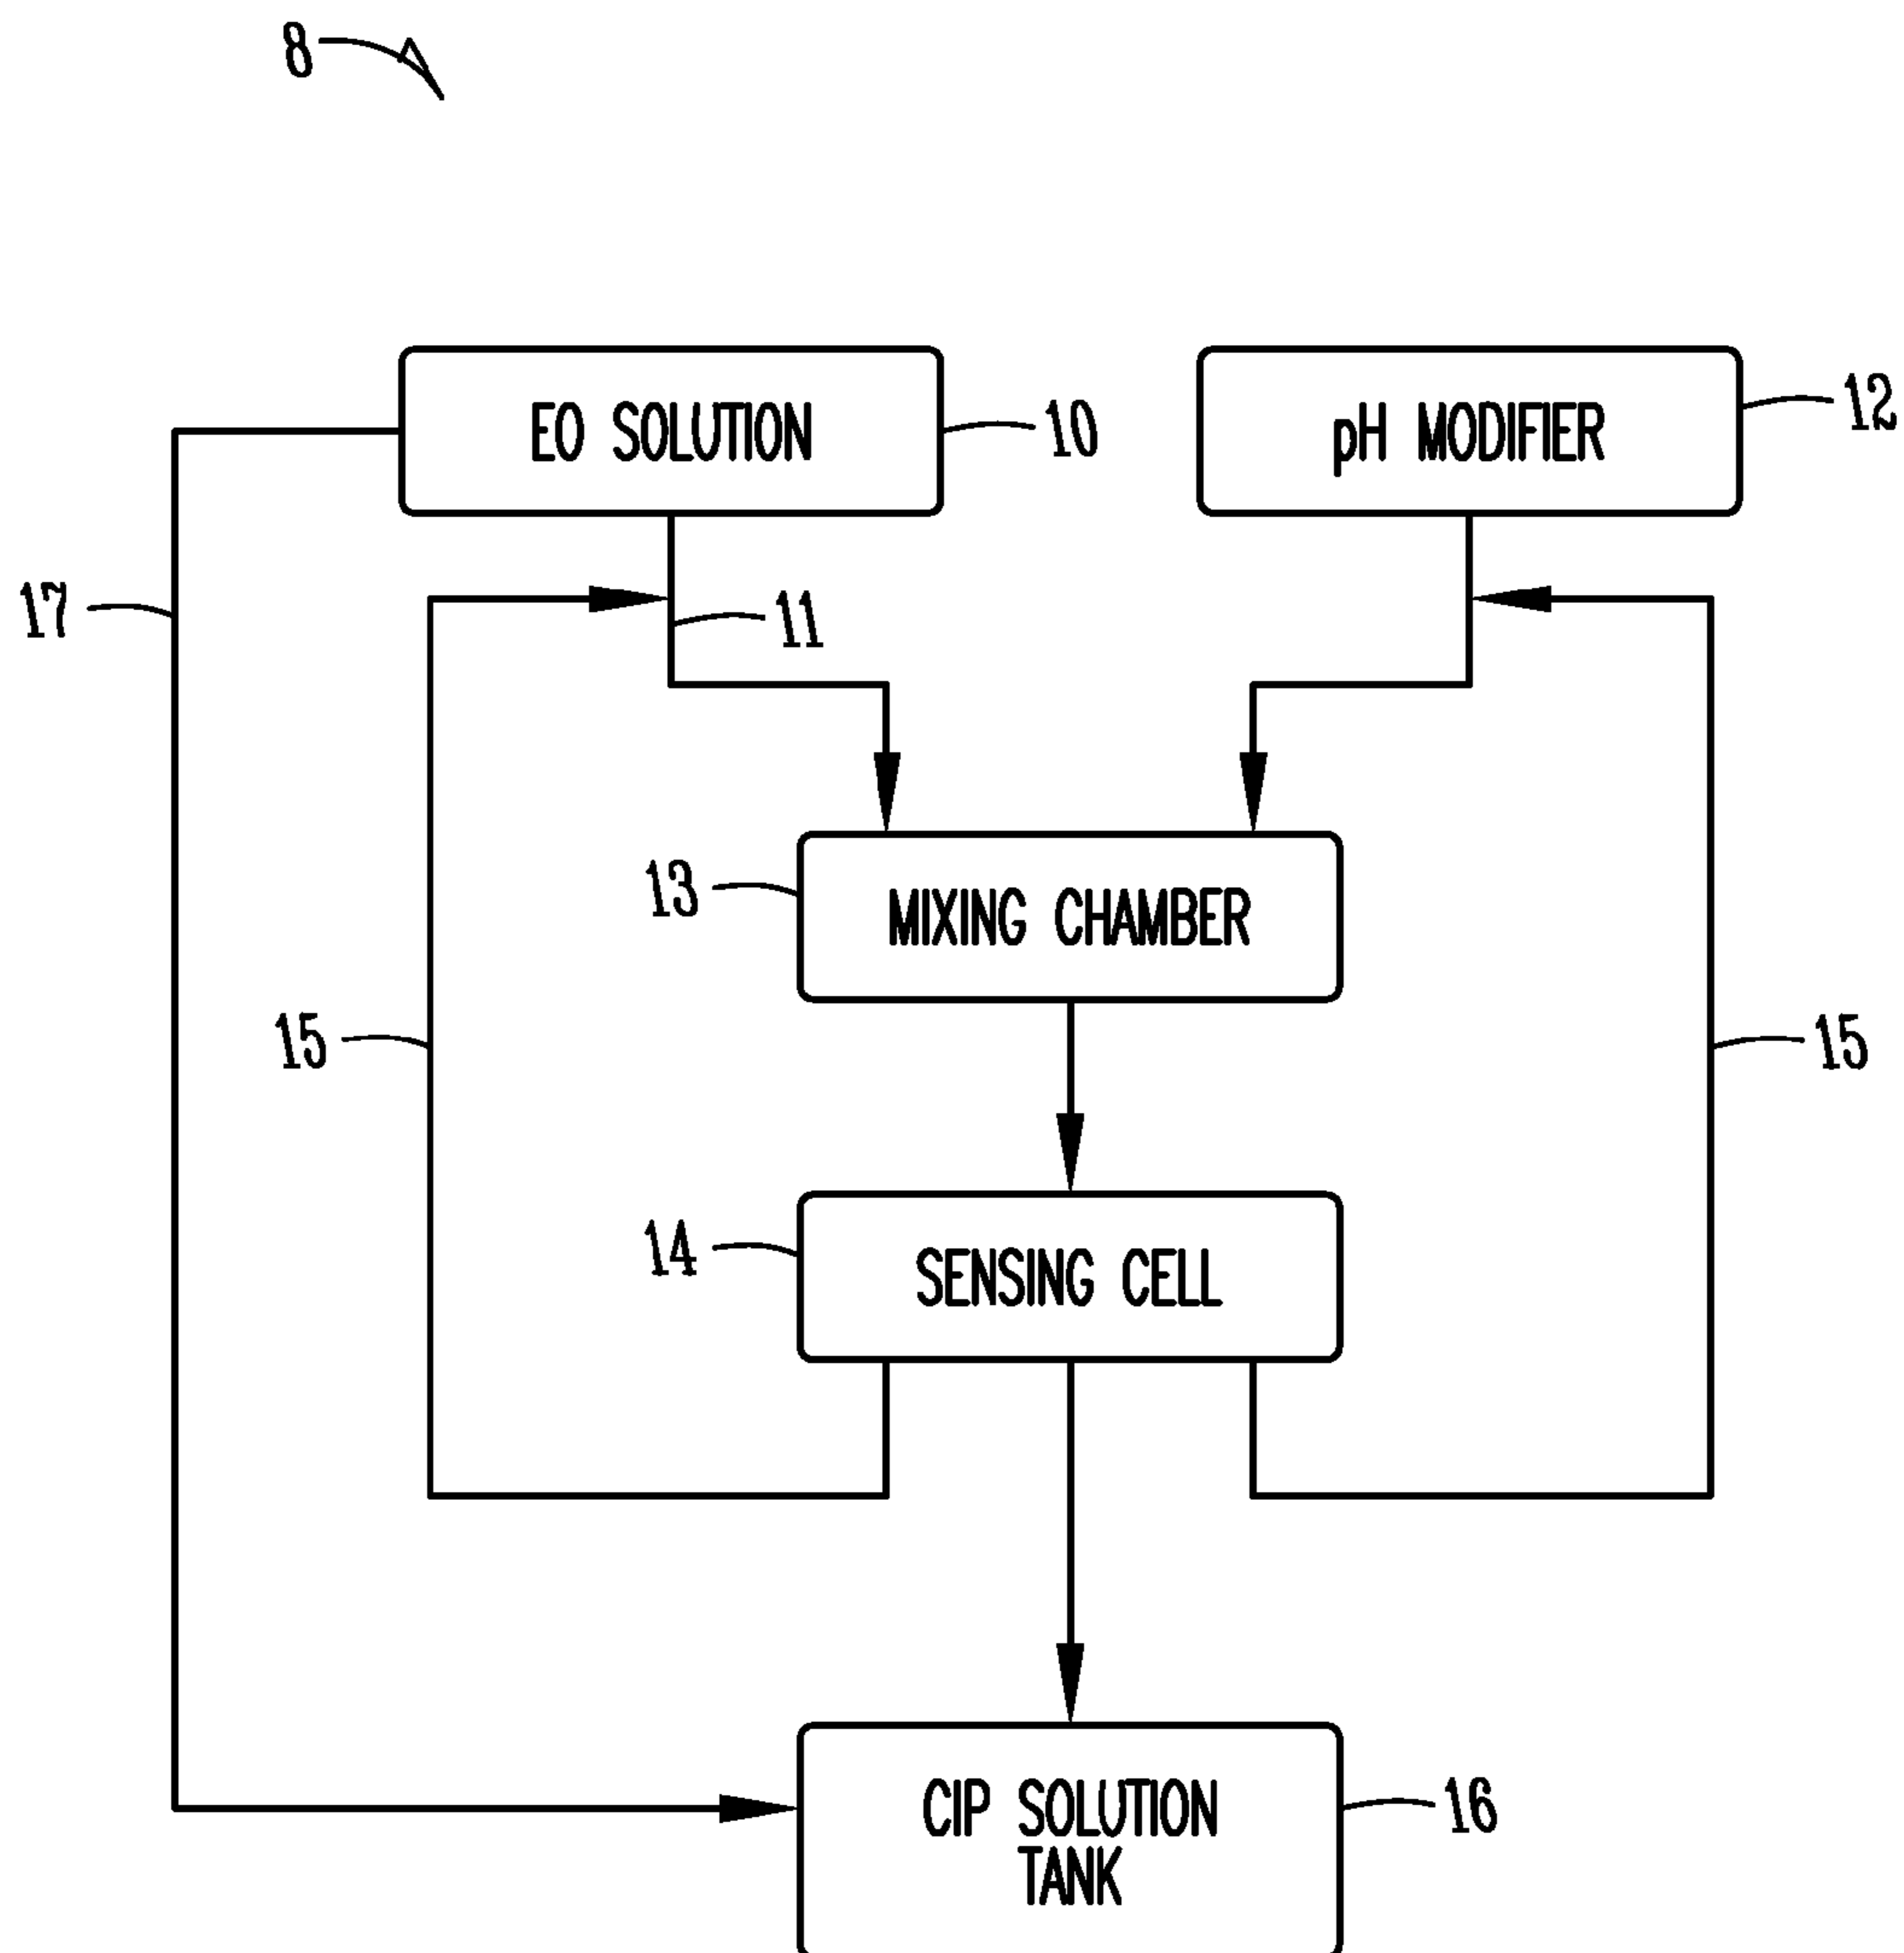 8
EO SOLUTION
10
pH MODIFIER
12
17
11
13
MIXING CHAMBER
15
15
14
SENSING CELL
CIP SOLUTION
TANK
16